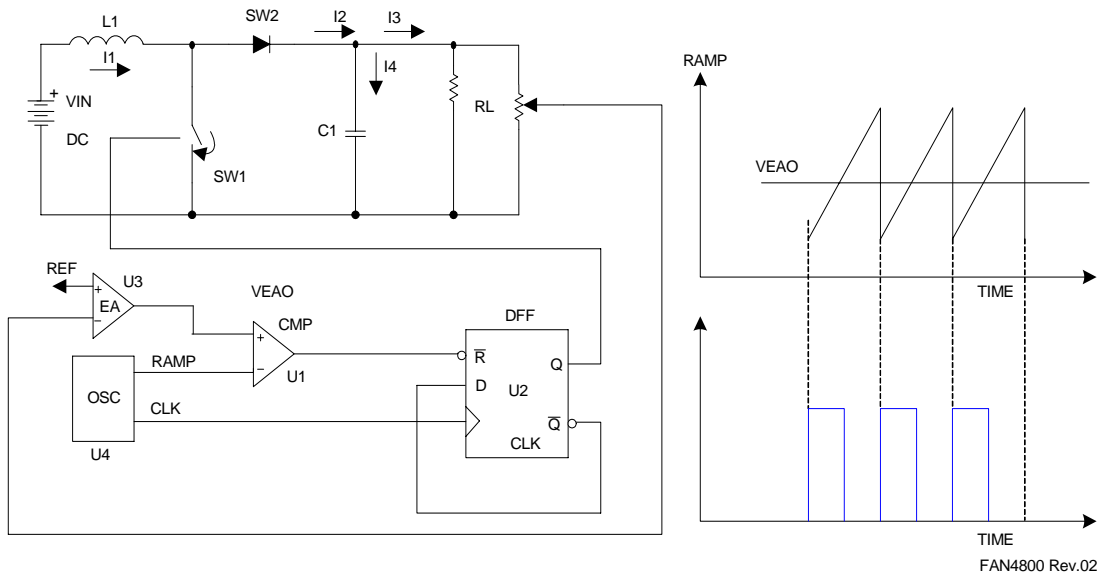 L1
I1
SW2
I2
I3
I4
+
VIN
DC
C1
RL
SW1
REF
U3
+
EA
−
VEAO
CMP
+
−
U1
RAMP
OSC
CLK
U4
DFF
R̅
Q
D
U2
Q̅
CLK
RAMP
VEAO
TIME
TIME
FAN4800 Rev.02